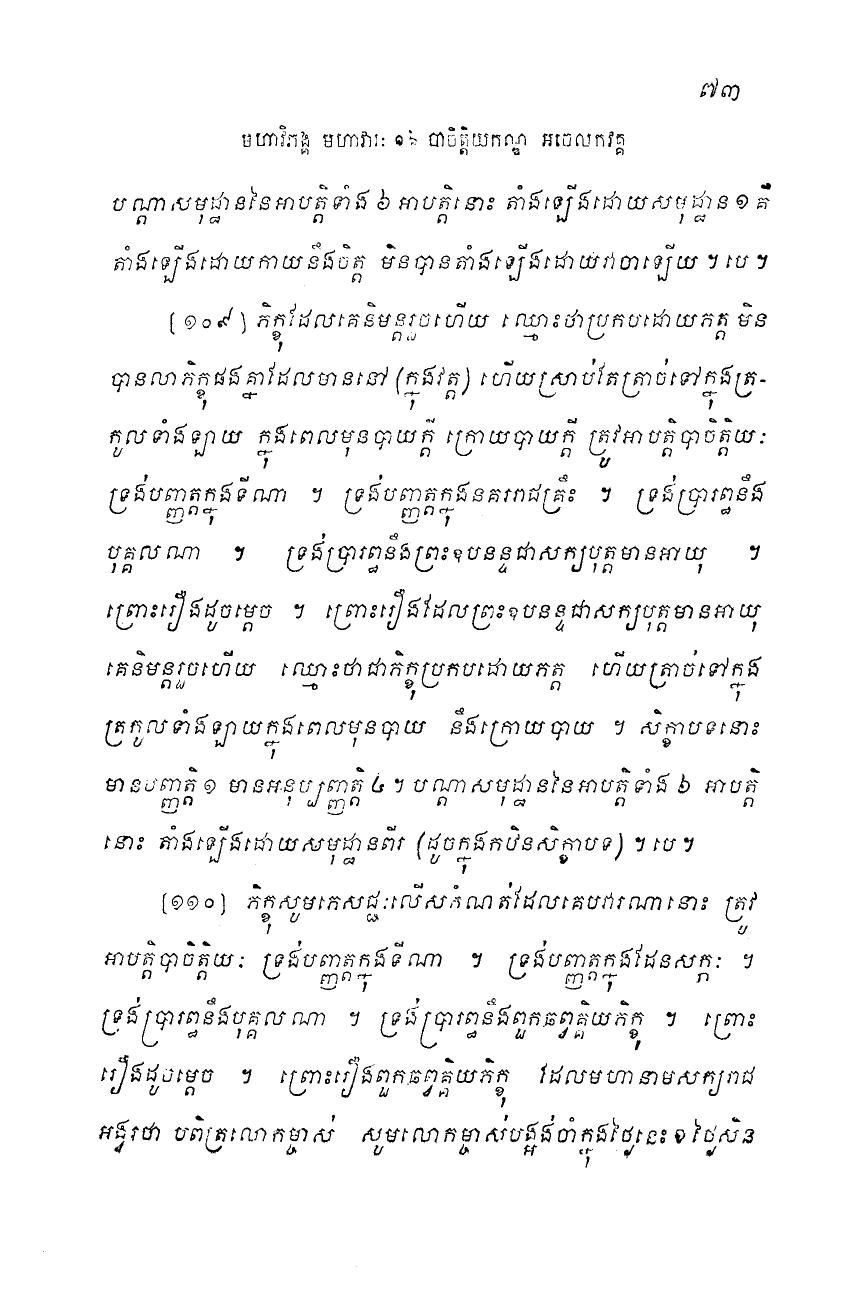 ៧៣
មហាវិភង្គ មហាវារៈ ១៦ បាចិត្តិយកណ្ឌ អចេលកវគ្គ
បណ្តាសមុដ្ឋាននៃអាបត្តិទាំង ៦ អាបត្តិនោះ តាំងឡើងដោយសមុដ្ឋាន ១ គឺ
តាំងឡើងដោយកាយនឹងចិត្ត មិនបានតាំងឡើងដោយវាចាឡើយ ។ បេ ។
[១០៩] ភិក្ខុដែលគេនិមន្តរួចហើយ ឈ្មោះថាប្រកបដោយភត្ត មិន
បានលាភិក្ខុផងគ្នាដែលមាននៅ (ក្នុងវត្ត) ហើយស្រាប់តែត្រាច់ទៅក្នុងត្រ-
កូលទាំងឡាយ ក្នុងពេលមុនបាយក្តី ក្រោយបាយក្តី ត្រូវអាបត្តិបាចិត្តិយៈ
ទ្រង់បញ្ញត្តក្នុងទីណា ។ ទ្រង់បញ្ញត្តក្នុងនគររាជគ្រឹះ ។ ទ្រង់ប្រារព្ធនឹង
បុគ្គលណា ។ ទ្រង់ប្រារព្ធនឹងព្រះឧបនន្ទជាសក្យបុត្តមានអាយុ ។
ព្រោះរឿងដូចម្តេច ។ ព្រោះរឿងដែលព្រះឧបនន្ទជាសក្យបុត្តមានអាយុ
គេនិមន្តរួចហើយ ឈ្មោះថាជាភិក្ខុប្រកបដោយភត្ត ហើយត្រាច់ទៅក្នុង
ត្រកូលទាំងឡាយក្នុងពេលមុនបាយ នឹងក្រោយបាយ ។ សិក្ខាបទនោះ
មានបញ្ញត្តិ ១ មានអនុប្បញ្ញត្តិ ៤ ។ បណ្តាសមុដ្ឋាននៃអាបត្តិទាំង ៦ អាបត្តិ
នោះ តាំងឡើងដោយសមុដ្ឋានពីរ (ដូចក្នុងកឋិនសិក្ខាបទ) ។ បេ ។
[១១០] ភិក្ខុសូមភេសជ្ជៈលើសកំណត់ដែលគេបវារណានោះ ត្រូវ
អាបត្តិបាចិត្តិយៈ ទ្រង់បញ្ញត្តក្នុងទីណា ។ ទ្រង់បញ្ញត្តក្នុងដែនសក្កៈ ។
ទ្រង់ប្រារព្ធនឹងបុគ្គលណា ។ ទ្រង់ប្រារព្ធនឹងពួកឆព្វគ្គិយភិក្ខុ ។ ព្រោះ
រឿងដូចម្តេច ។ ព្រោះរឿងពួកឆព្វគ្គិយភិក្ខុ ដែលមហានាមសក្យរាជ
អង្វរថា បពិត្រលោកម្ចាស់ សូមលោកម្ចាស់បង្អង់ចាំក្នុងថ្ងៃនេះ ១ ថ្ងៃសិន